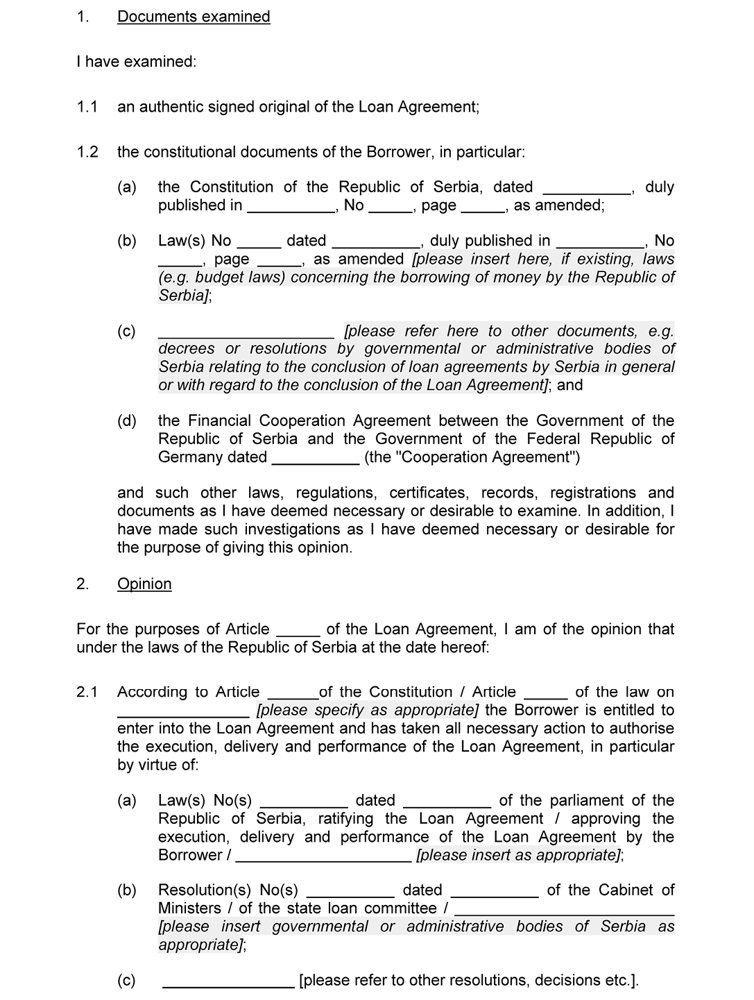 1. Documents examined
I have examined:
1.1 an authentic signed original of the Loan Agreement;
1.2 the constitutional documents of the Borrower, in particular:
(a) the Constitution of the Republic of Serbia, dated __________, duly
published in __________, No _____, page _____, as amended;
(b) Law(s) No _____ dated __________, duly published in __________, No
_____, page _____, as amended [please insert here, if existing, laws
(e.g. budget laws) concerning the borrowing of money by the Republic of
Serbia];
(c) ____________________ [please refer here to other documents, e.g.
decrees or resolutions by governmental or administrative bodies of
Serbia relating to the conclusion of loan agreements by Serbia in general
or with regard to the conclusion of the Loan Agreement]; and
(d) the Financial Cooperation Agreement between the Government of the
Republic of Serbia and the Government of the Federal Republic of
Germany dated __________ (the "Cooperation Agreement")
and such other laws, regulations, certificates, records, registrations and
documents as I have deemed necessary or desirable to examine. In addition, I
have made such investigations as I have deemed necessary or desirable for
the purpose of giving this opinion.
2. Opinion
For the purposes of Article _____ of the Loan Agreement, I am of the opinion that
under the laws of the Republic of Serbia at the date hereof:
2.1 According to Article ______of the Constitution / Article _____ of the law on
_______________ [please specify as appropriate] the Borrower is entitled to
enter into the Loan Agreement and has taken all necessary action to authorise
the execution, delivery and performance of the Loan Agreement, in particular
by virtue of:
(a) Law(s) No(s) __________ dated __________ of the parliament of the
Republic of Serbia, ratifying the Loan Agreement / approving the
execution, delivery and performance of the Loan Agreement by the
Borrower / ____________________ [please insert as appropriate];
(b) Resolution(s) No(s) __________ dated __________ of the Cabinet of
Ministers / of the state loan committee / _________________________
[please insert governmental or administrative bodies of Serbia as
appropriate];
(c) _______________ [please refer to other resolutions, decisions etc.].